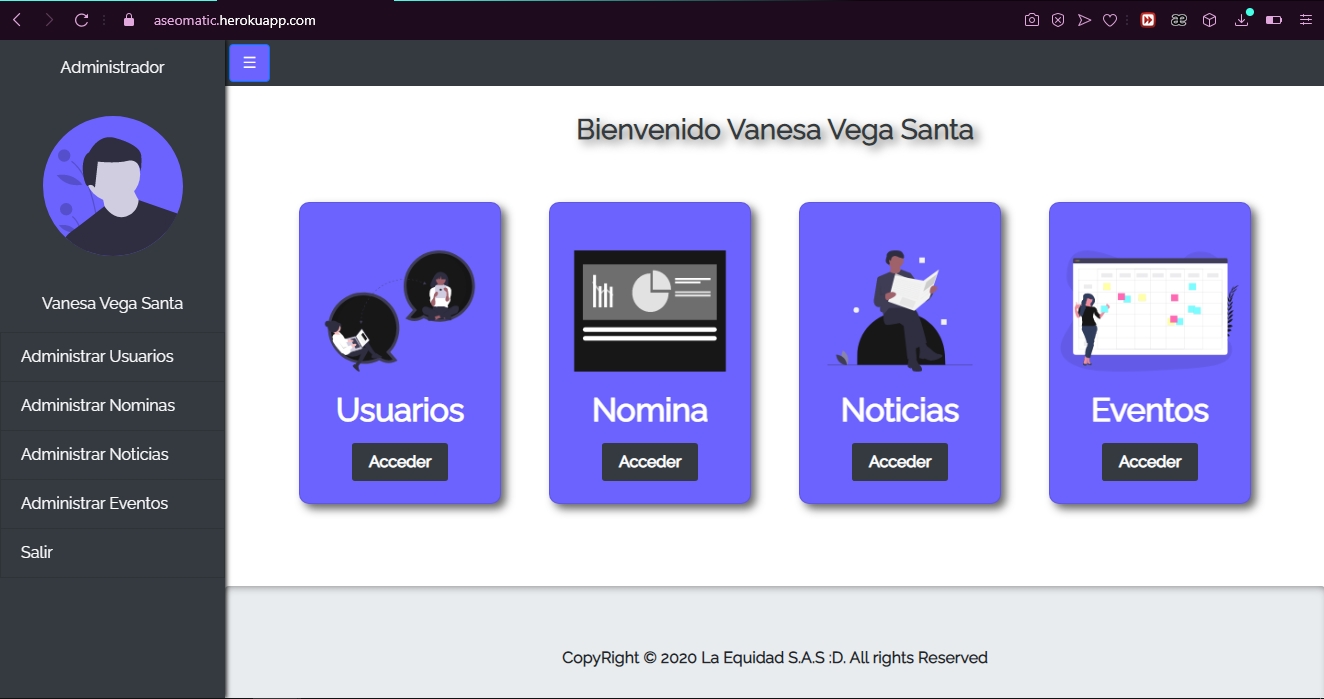 aseomatic.herokuapp.com
Administrador
Vanesa Vega Santa
Administrar Usuarios
Administrar Nominas
Administrar Noticias
Administrar Eventos
Salir
Bienvenido Vanesa Vega Santa
Usuarios
Acceder
Nomina
Acceder
Noticias
Acceder
Eventos
Acceder
CopyRight © 2020 La Equidad S.A.S :D. All rights Reserved